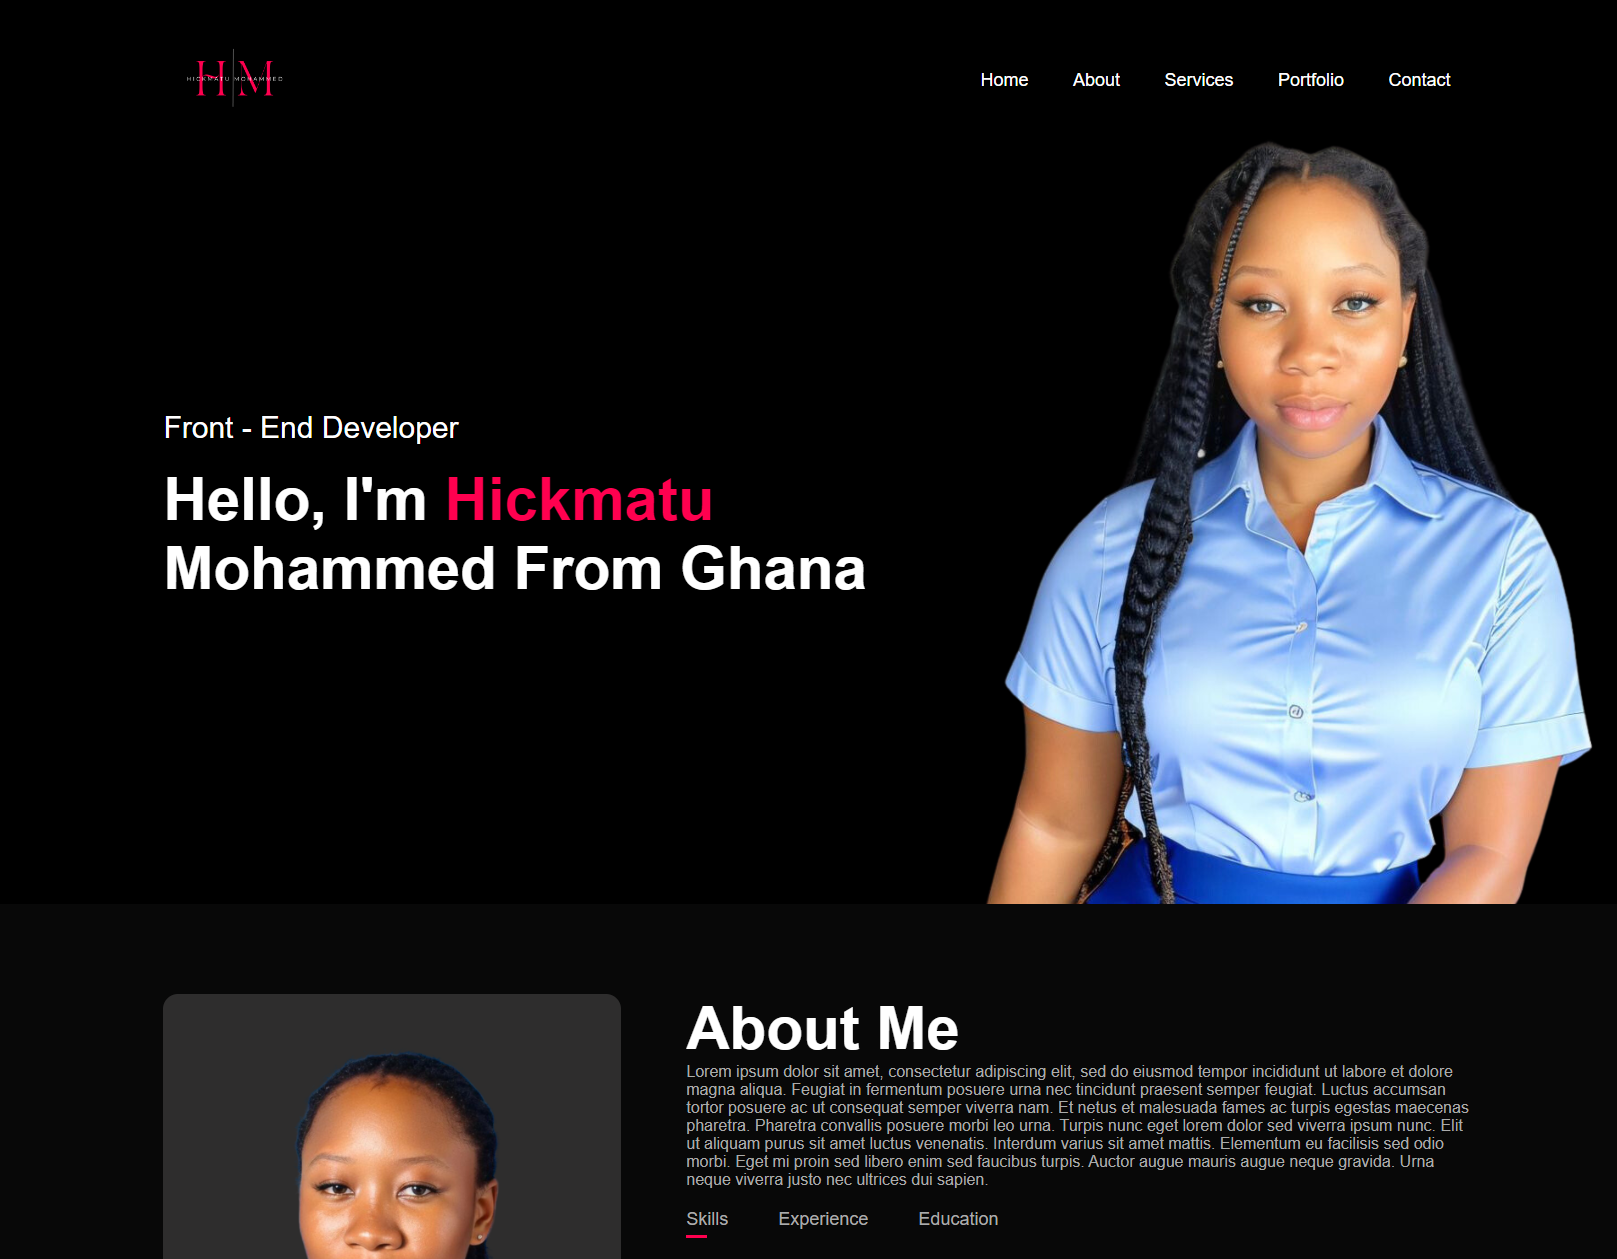 HM
HICKMATU MOHAMMED
Home About Services Portfolio Contact
Front - End Developer
Hello, I'm Hickmatu
Mohammed From Ghana
About Me
Lorem ipsum dolor sit amet, consectetur adipiscing elit, sed do eiusmod tempor incididunt ut labore et dolore
magna aliqua. Feugiat in fermentum posuere urna nec tincidunt praesent semper feugiat. Luctus accumsan
tortor posuere ac ut consequat semper viverra nam. Et netus et malesuada fames ac turpis egestas maecenas
pharetra. Pharetra convallis posuere morbi leo urna. Turpis nunc eget lorem dolor sed viverra ipsum nunc. Elit
ut aliquam purus sit amet luctus venenatis. Interdum varius sit amet mattis. Elementum eu facilisis sed odio
morbi. Eget mi proin sed libero enim sed faucibus turpis. Auctor augue mauris augue neque gravida. Urna
neque viverra justo nec ultrices dui sapien.
Skills Experience Education